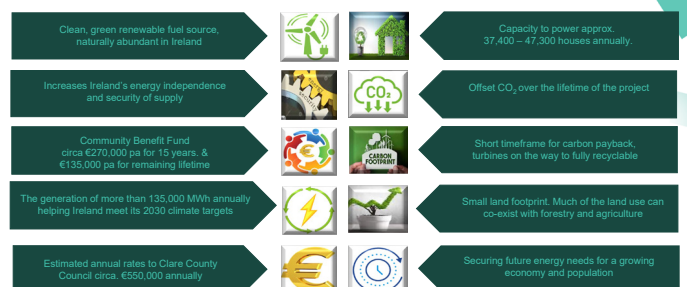 Clean, green renewable fuel source,
naturally abundant in Ireland
Capacity to power approx.
37,400 – 47,300 houses annually.
Increases Ireland's energy independence
and security of supply
SECURITY
CO₂
Offset CO₂ over the lifetime of the project
Community Benefit Fund
circa €270,000 pa for 15 years. &
€135,000 pa for remaining lifetime
€
CARBON
FOOTPRINT
Short timeframe for carbon payback,
turbines on the way to fully recyclable
The generation of more than 135,000 MWh annually
helping Ireland meet its 2030 climate targets
Small land footprint. Much of the land use can
co-exist with forestry and agriculture
Estimated annual rates to Clare County
Council circa. €550,000 annually
€
Securing future energy needs for a growing
economy and population